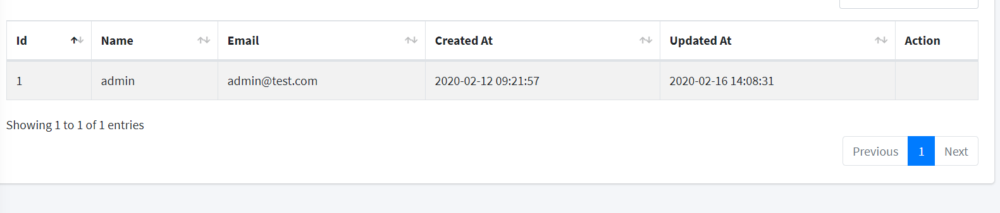 Id Name Email Created At Updated At Action
1 admin admin@test.com 2020-02-12 09:21:57 2020-02-16 14:08:31
Showing 1 to 1 of 1 entries
Previous 1 Next